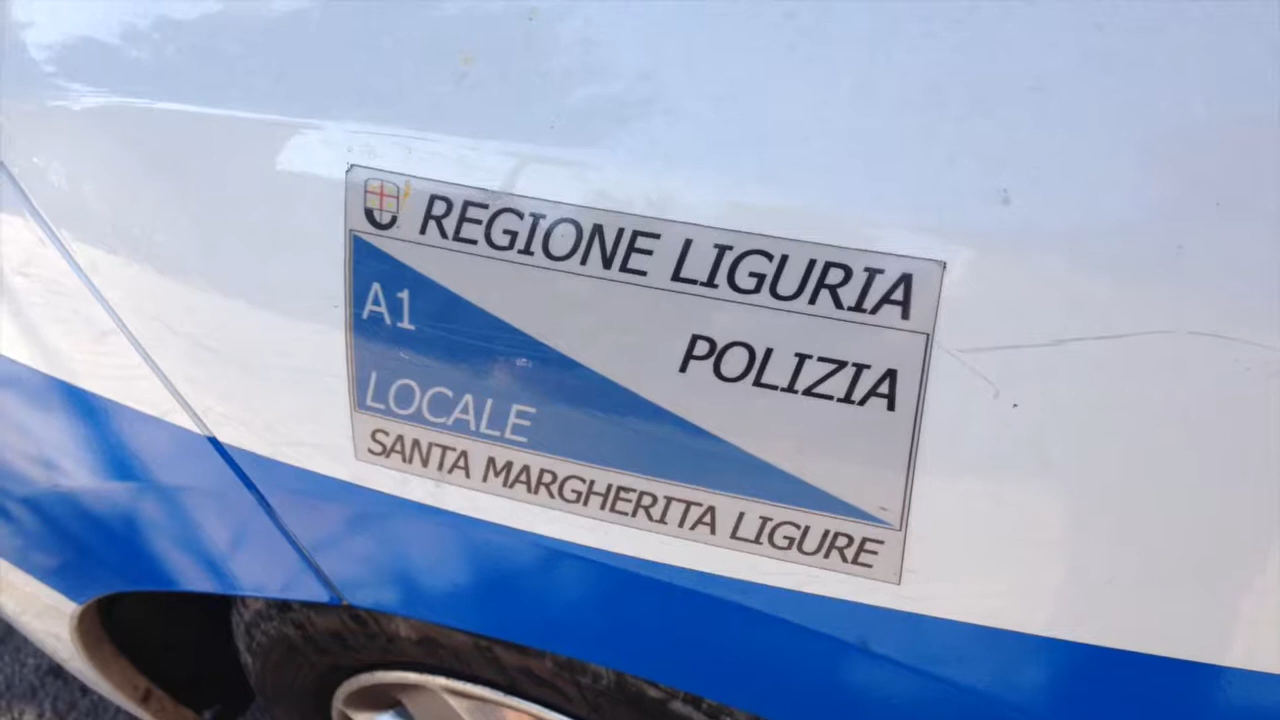 REGIONE LIGURIA
A1
POLIZIA
LOCALE
SANTA MARGHERITA LIGURE